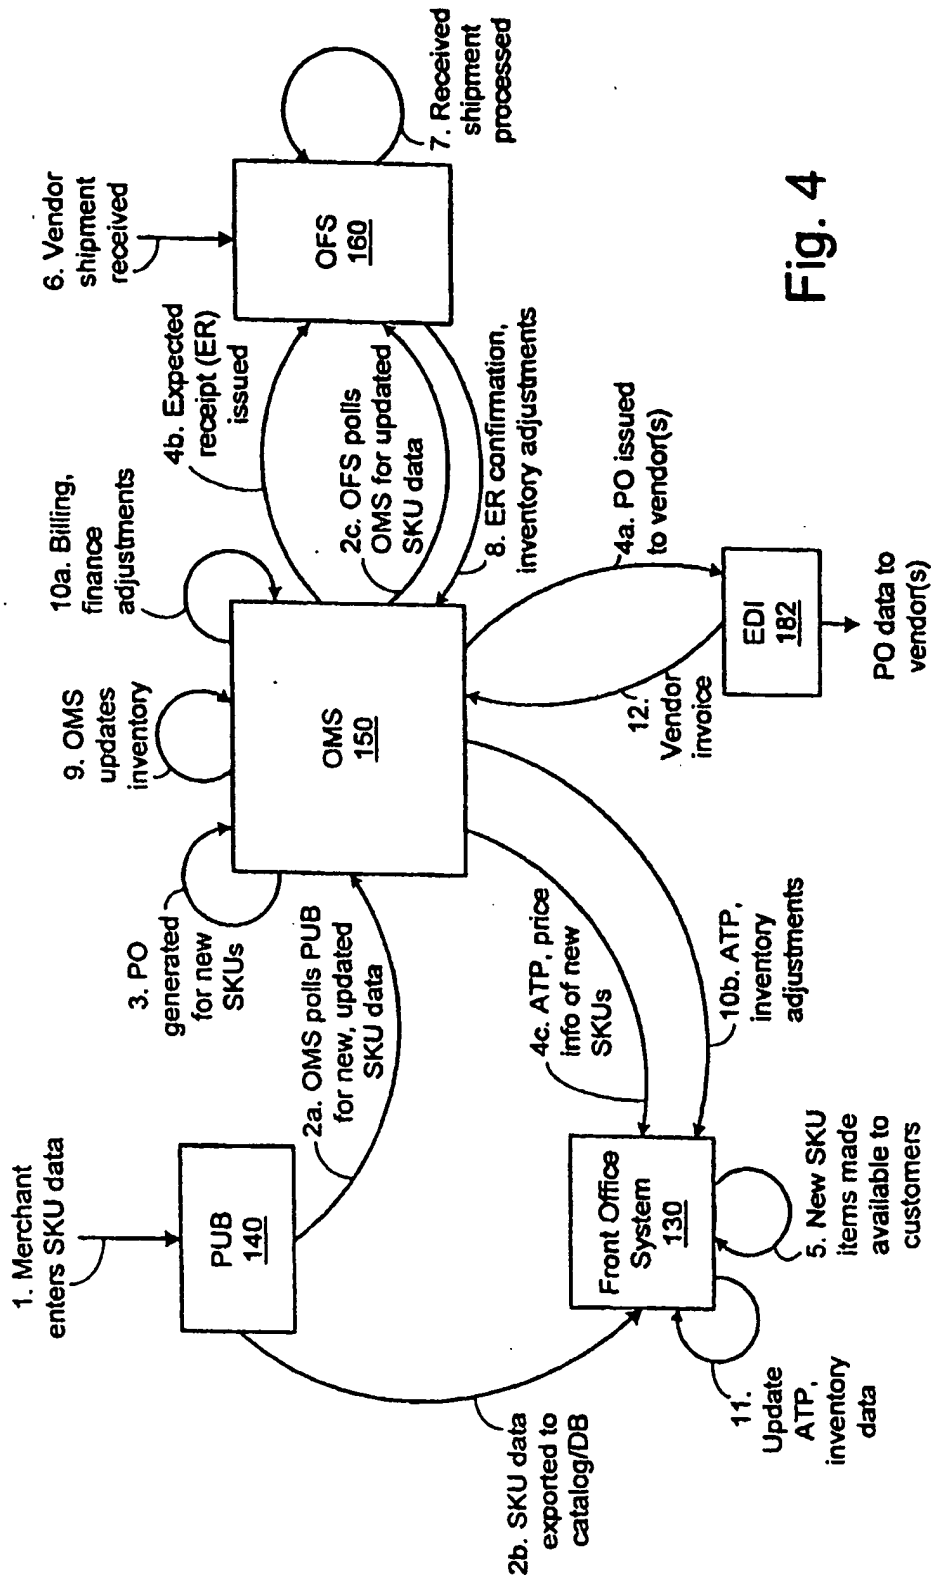 1. Merchant
enters SKU data
PUB
140
2a. OMS polls PUB
for new, updated
SKU data
2b. SKU data
exported to
catalog/DB
3. PO
generated
for new
SKUs
9. OMS
updates
inventory
10a. Billing,
finance
adjustments
OMS
150
4b. Expected
receipt (ER)
issued
2c. OFS polls
OMS for updated
SKU data
8. ER confirmation,
inventory adjustments
6. Vendor
shipment
received
OFS
160
7. Received
shipment
processed
4a. PO issued
to vendor(s)
12.
Vendor
invoice
EDI
182
PO data to
vendor(s)
4c. ATP, price
info of new
SKUs
10b. ATP,
inventory
adjustments
Front Office
System
130
5. New SKU
items made
available to
customers
11.
Update
ATP,
inventory
data
Fig. 4